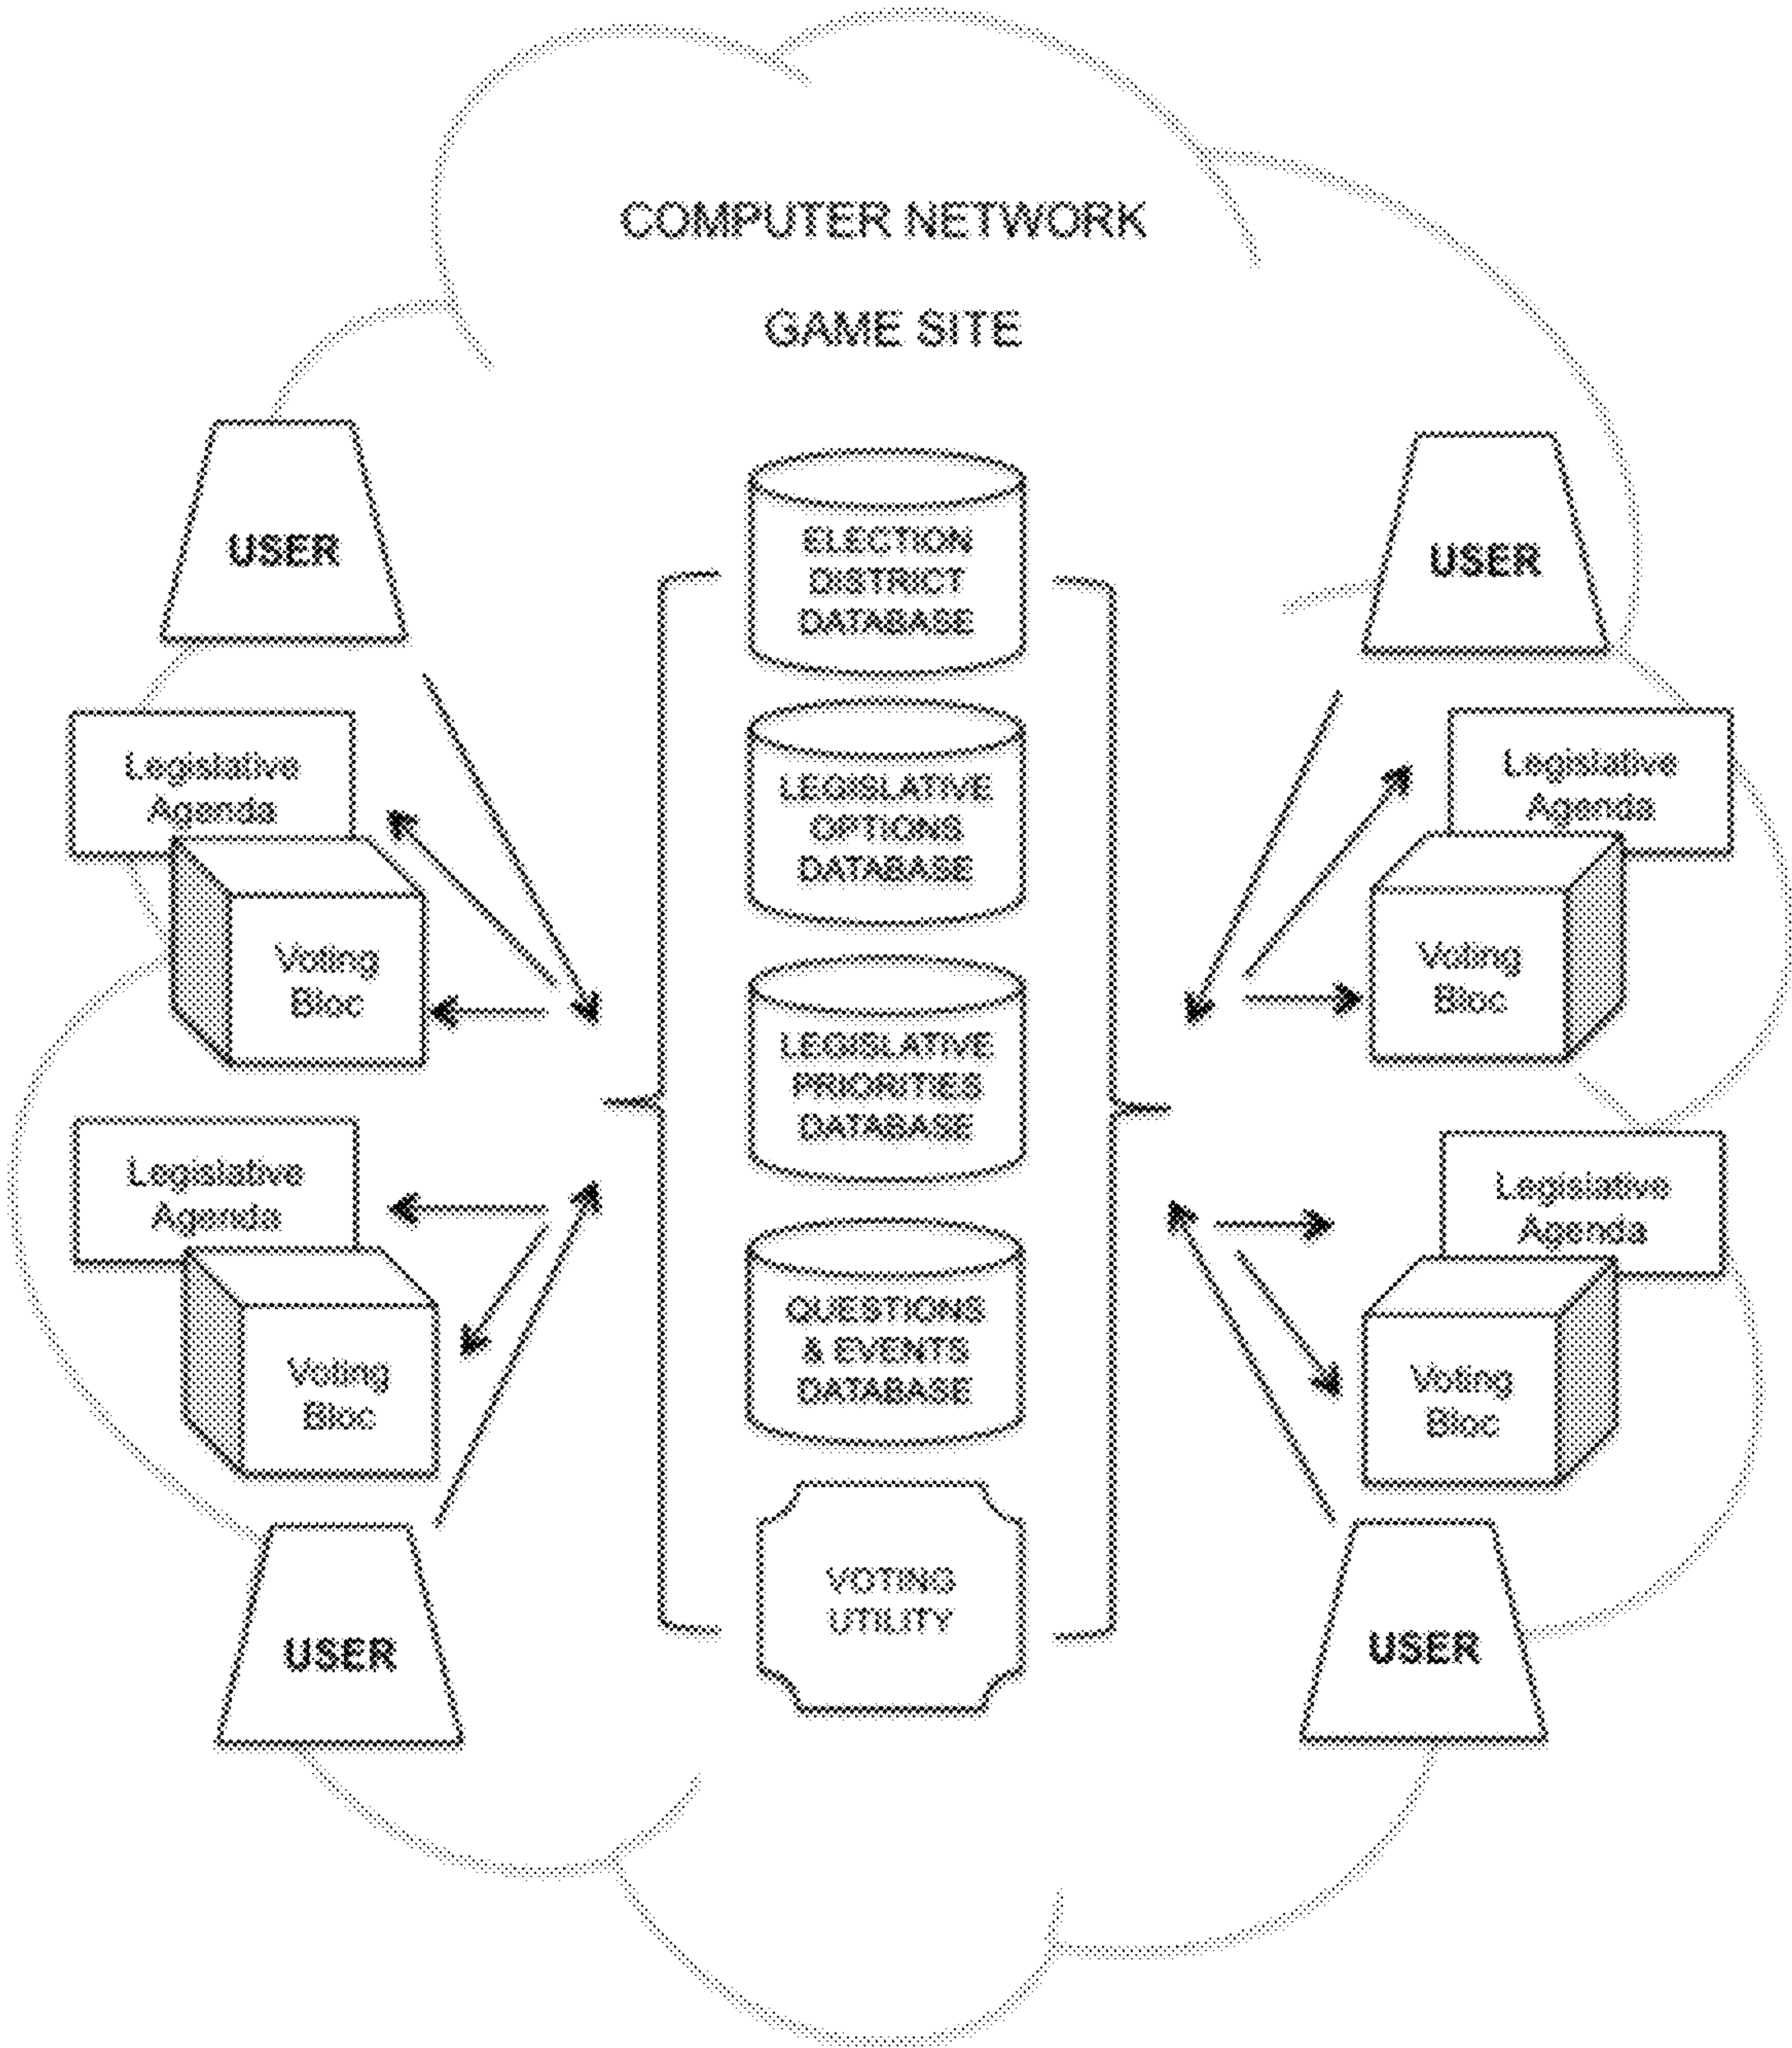 COMPUTER NETWORK
GAME SITE
USER
Legislative
Agenda
Voting
Bloc
Legislative
Agenda
Voting
Bloc
USER
ELECTION
DISTRICT
DATABASE
LEGISLATIVE
OPTIONS
DATABASE
LEGISLATIVE
PRIORITIES
DATABASE
QUESTIONS
& EVENTS
DATABASE
VOTING
UTILITY
USER
Legislative
Agenda
Voting
Bloc
Legislative
Agenda
Voting
Bloc
USER